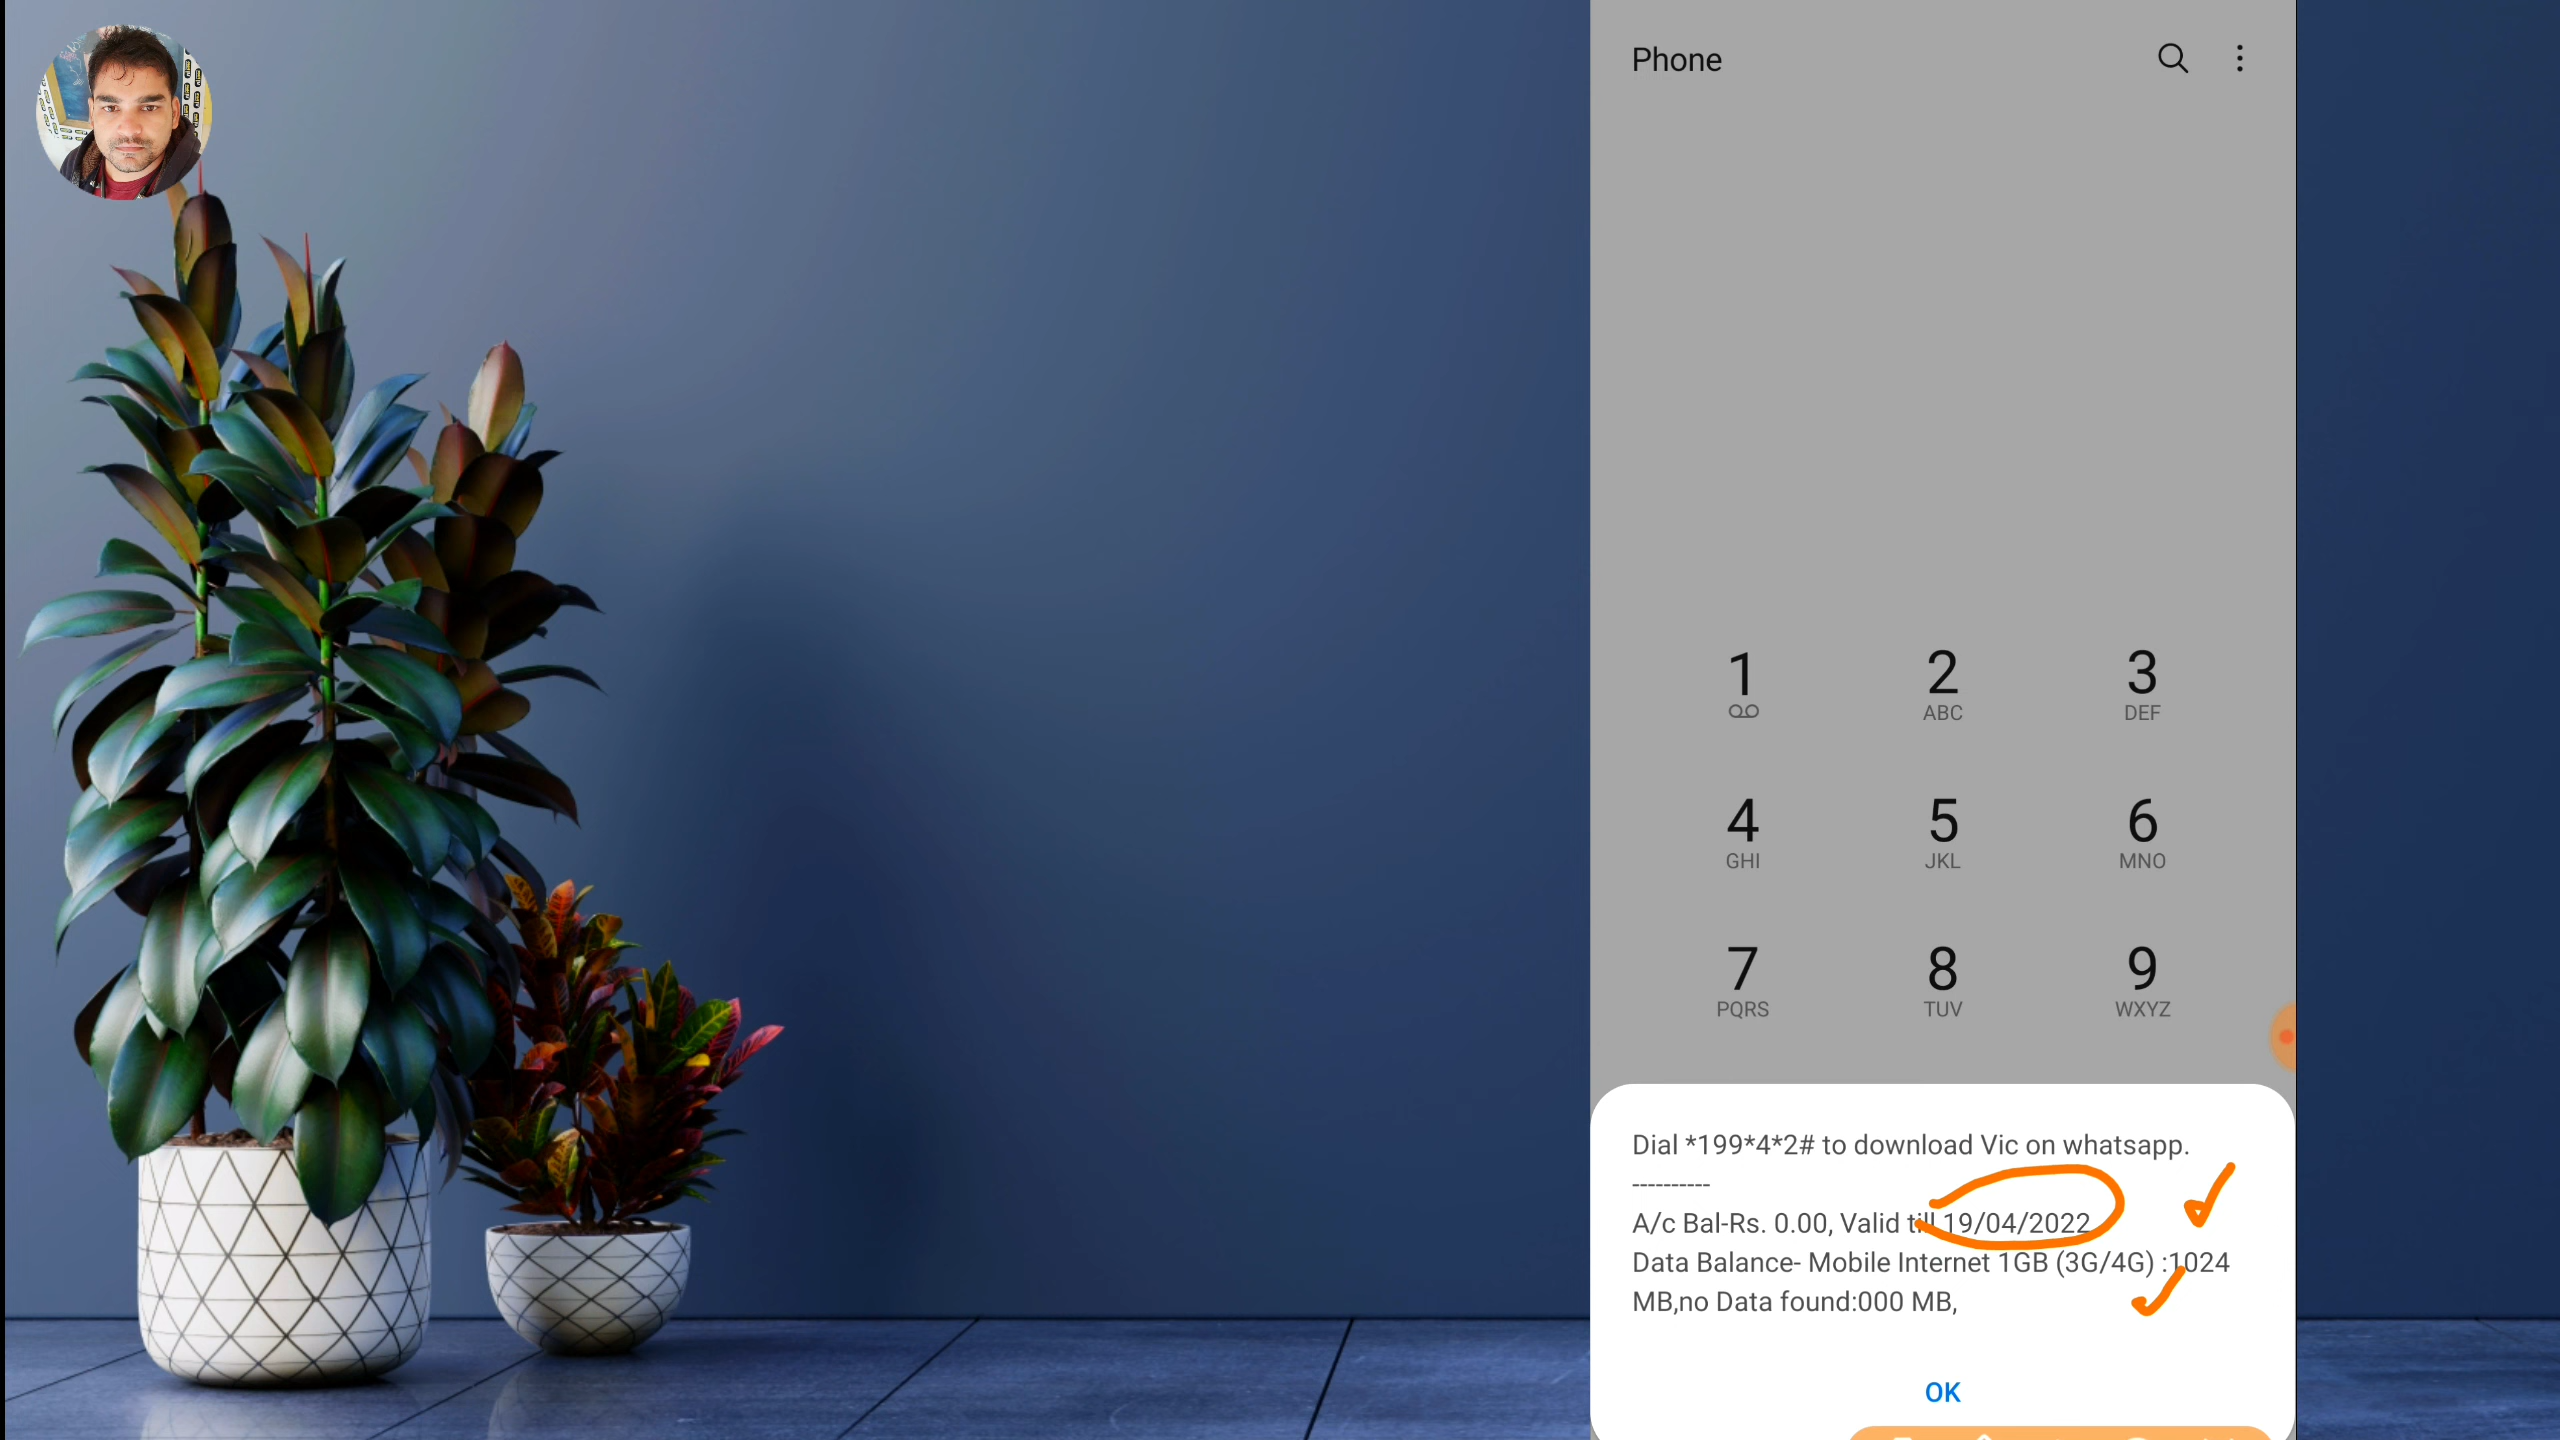 Phone
1
2 3
ABC DEF
4 5 6
GHI JKL MNO
7 8 9
PQRS TUV WXYZ
Dial *199*4*2# to download Vic on whatsapp.
----------
A/c Bal-Rs. 0.00, Valid till 19/04/2022
Data Balance- Mobile Internet 1GB (3G/4G) :1024
MB,no Data found:000 MB,
OK